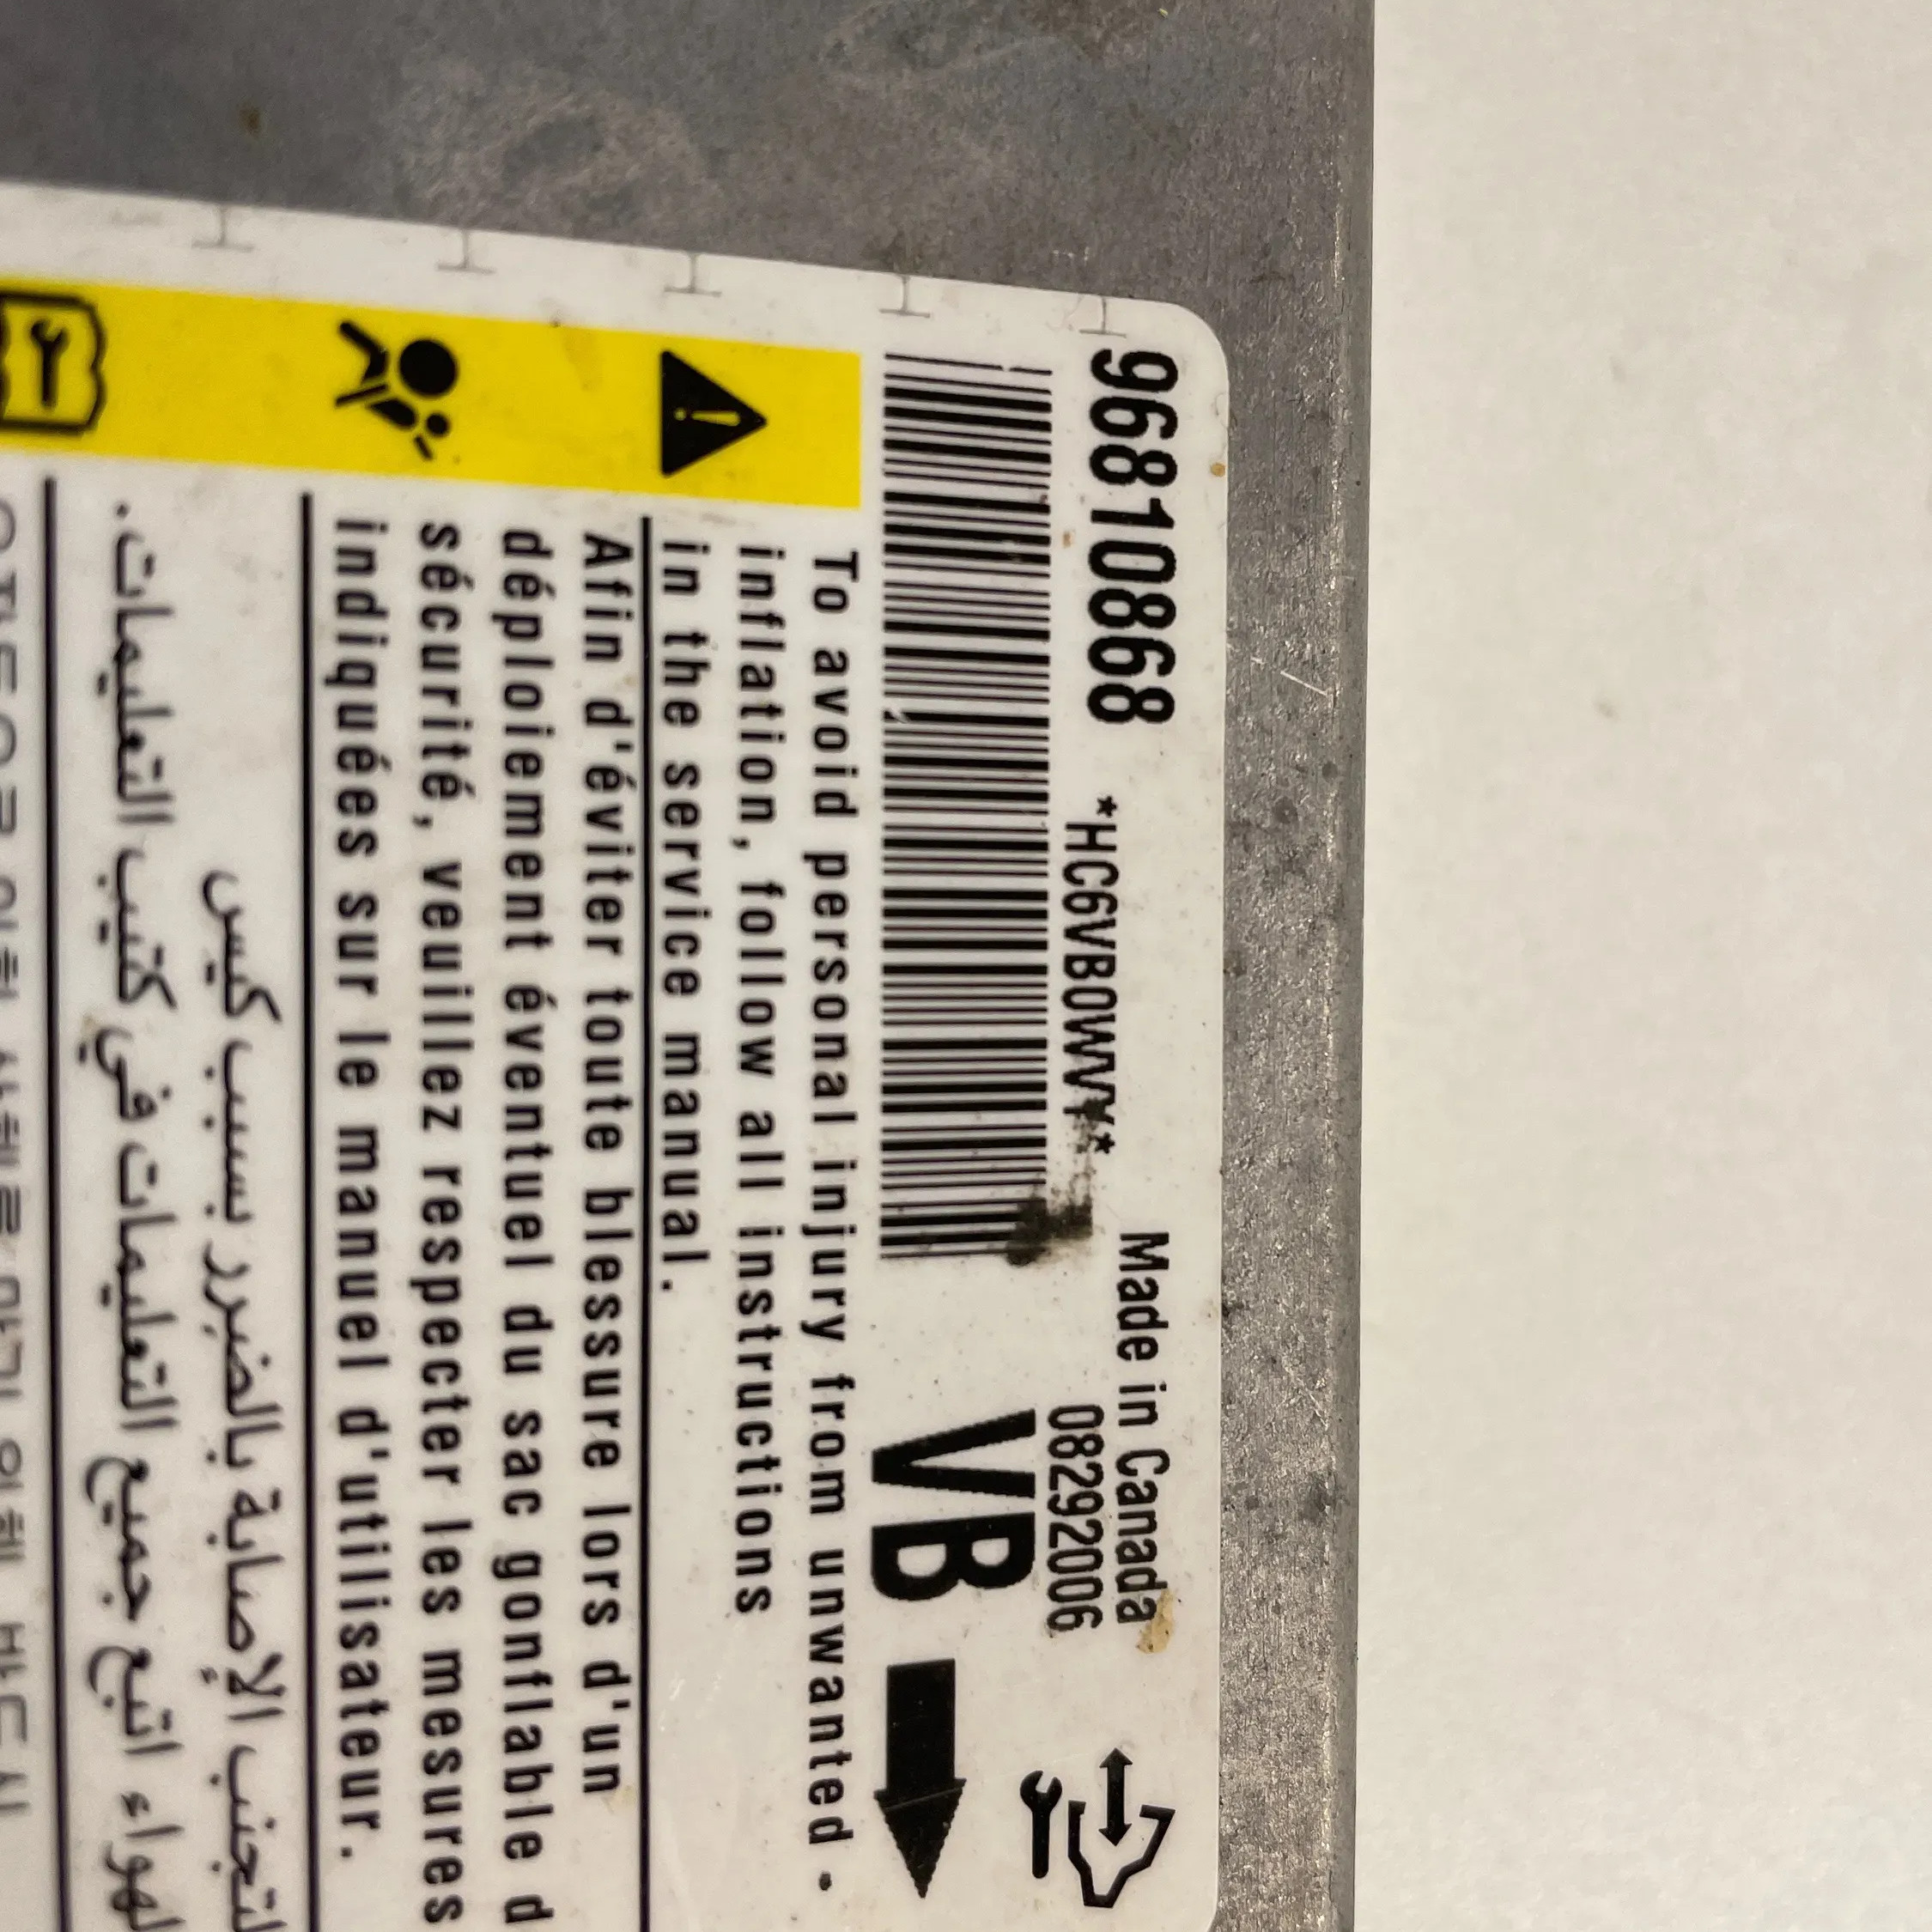 96810868 *HC6VB0WVY* Made in Canada
08292006
VB
To avoid personal injury from unwanted
inflation, follow all instructions
in the service manual.
Afin d'éviter toute blessure lors d'un
déploiement éventuel du sac gonflable d
sécurité, veuillez respecter les mesures
indiquées sur le manuel d'utilisateur.
لتجنب الإصابة بالضرر بسبب كيس
الهواء اتبع جميع التعليمات في كتيب التعليمات.